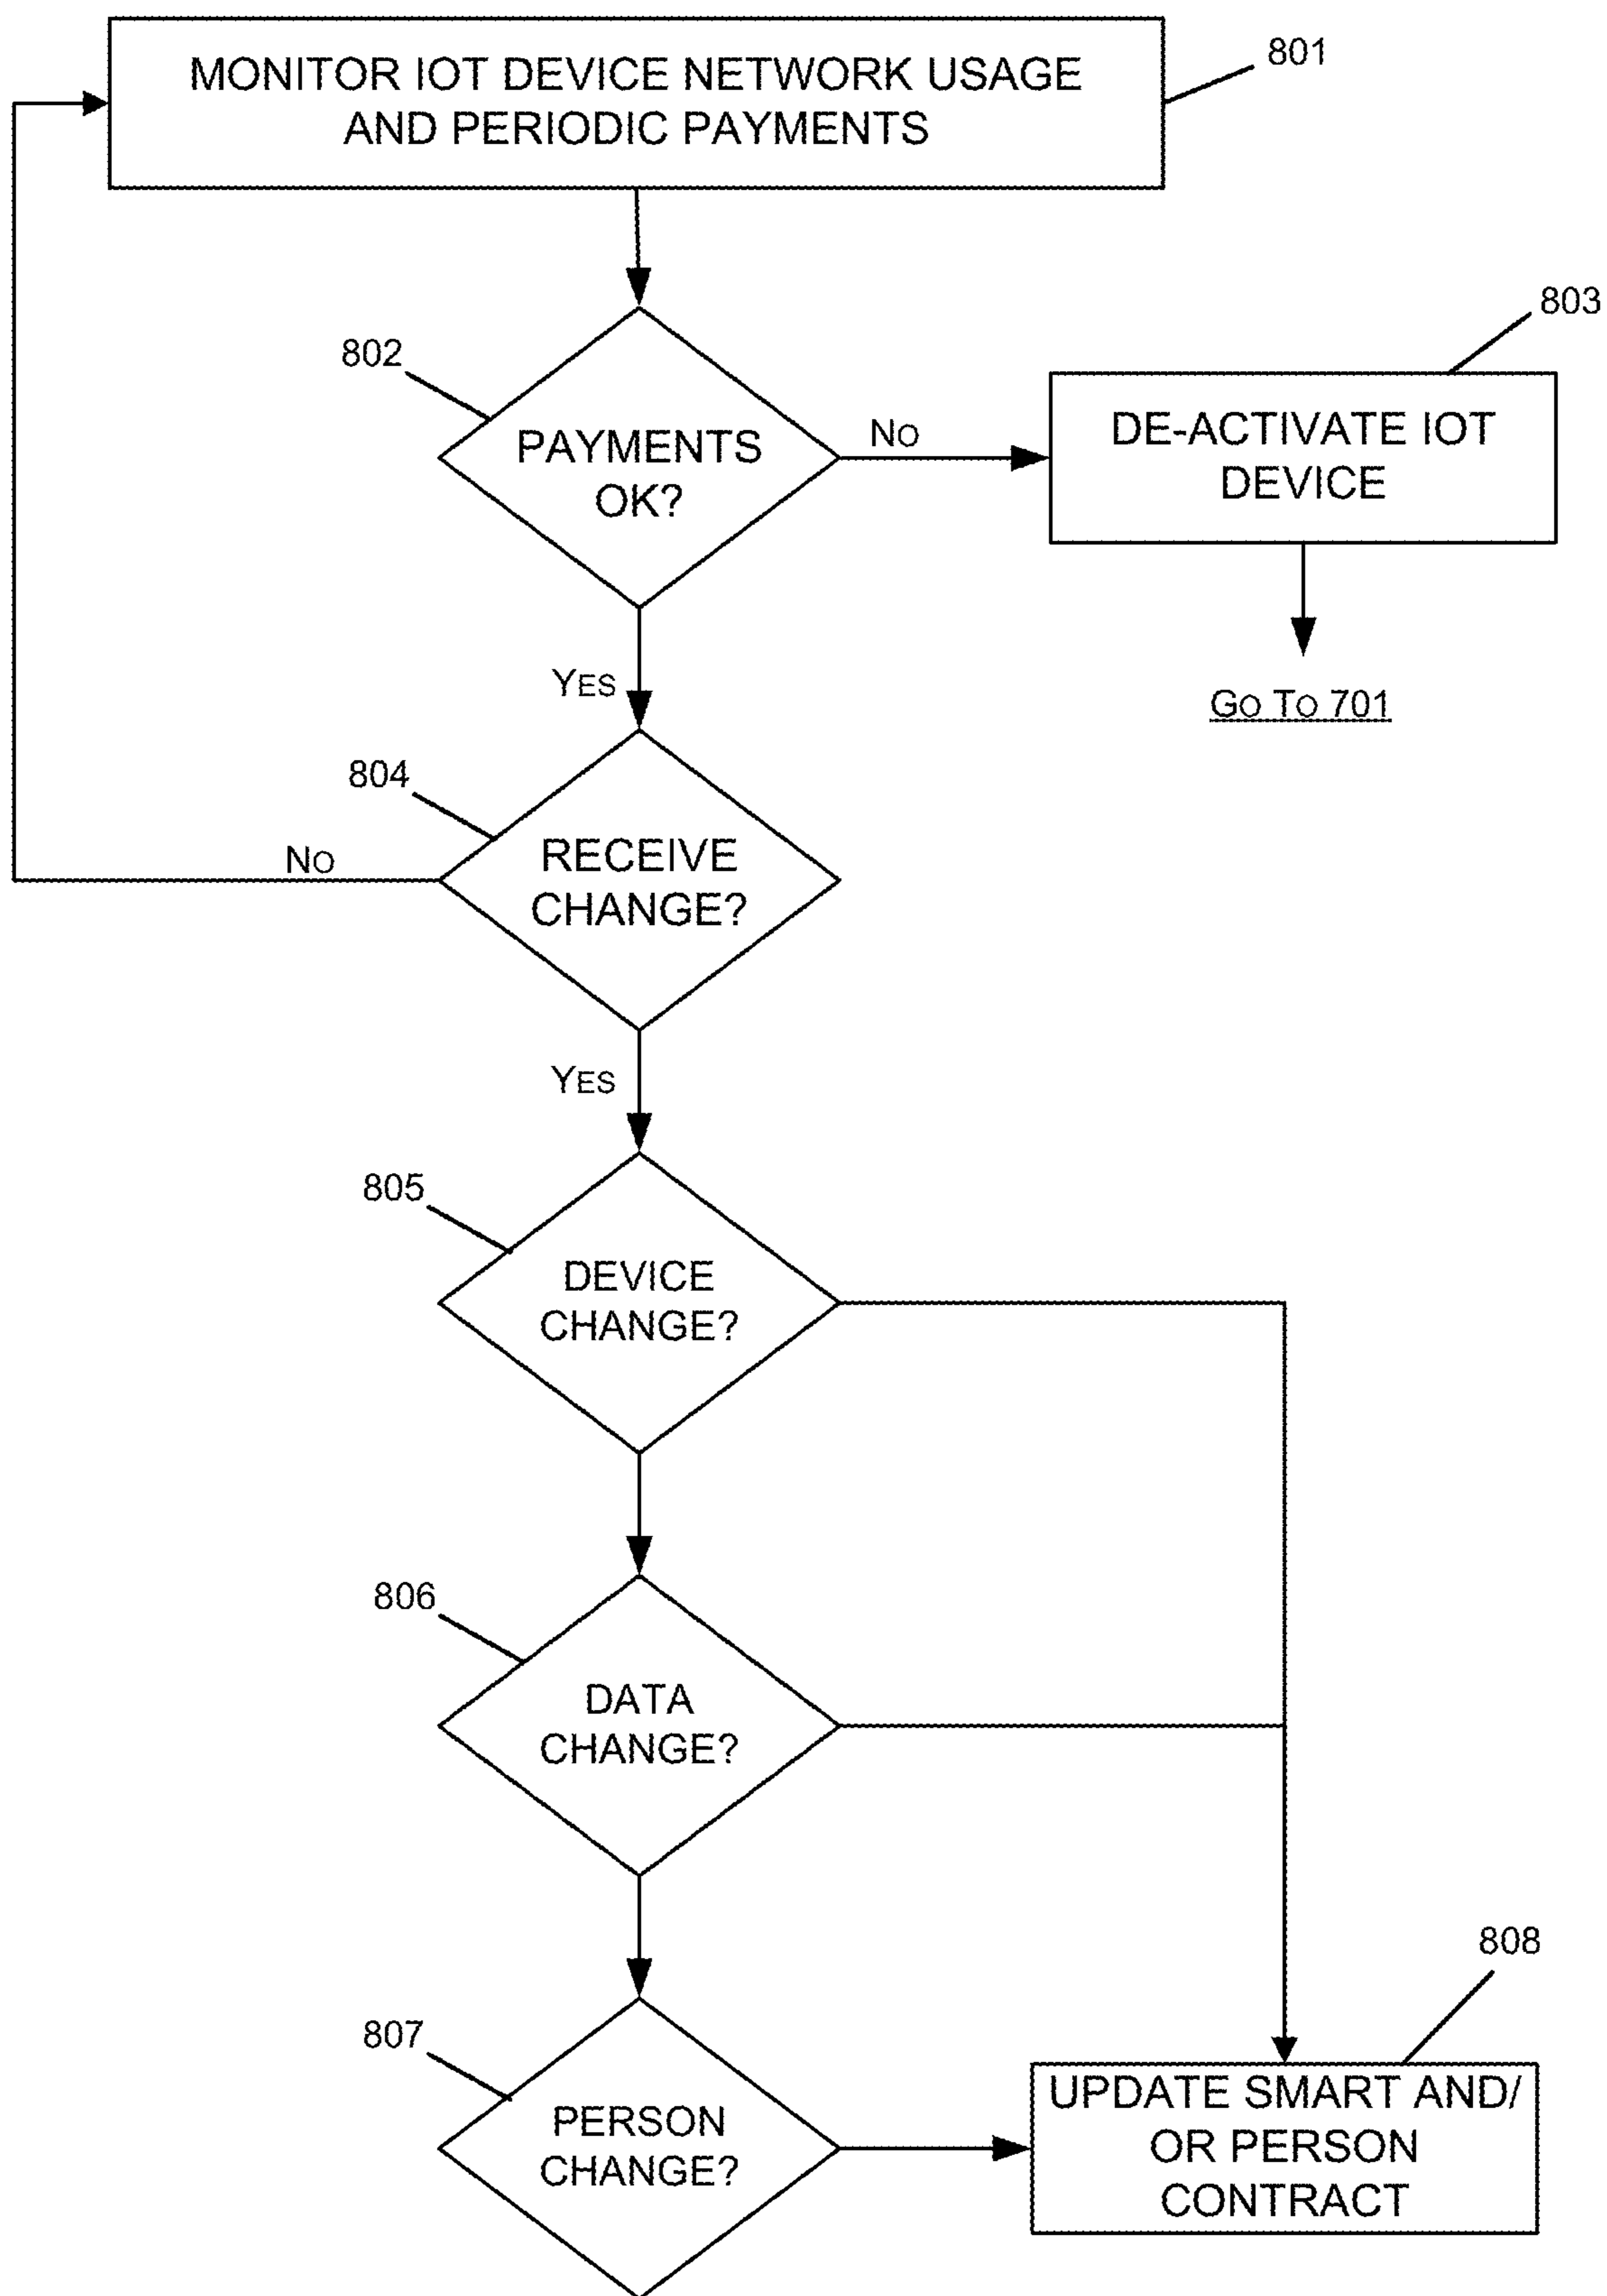 MONITOR IOT DEVICE NETWORK USAGE
AND PERIODIC PAYMENTS
801
802
PAYMENTS
OK?
NO
803
DE-ACTIVATE IOT
DEVICE
YES
GO TO 701
804
RECEIVE
CHANGE?
NO
YES
805
DEVICE
CHANGE?
806
DATA
CHANGE?
807
PERSON
CHANGE?
808
UPDATE SMART AND/
OR PERSON
CONTRACT